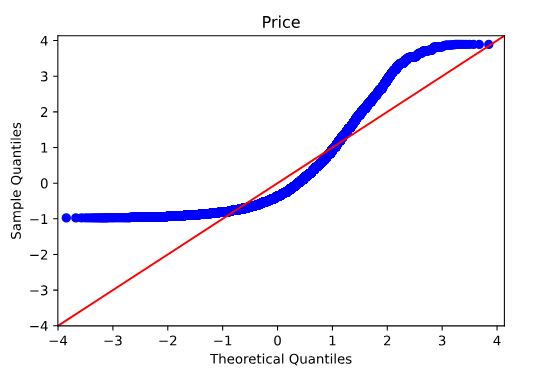 Price
Sample Quantiles
4
3
2
1
0
−1
−2
−3
−4
−4 −3 −2 −1 0 1 2 3 4
Theoretical Quantiles